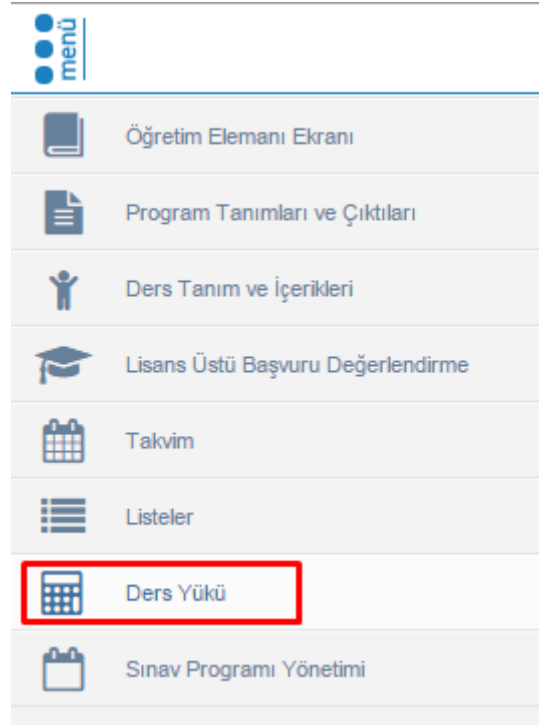 menü
Öğretim Elemanı Ekranı
Program Tanımları ve Çıktıları
Ders Tanım ve İçerikleri
Lisans Üstü Başvuru Değerlendirme
Takvim
Listeler
Ders Yükü
Sınav Programı Yönetimi